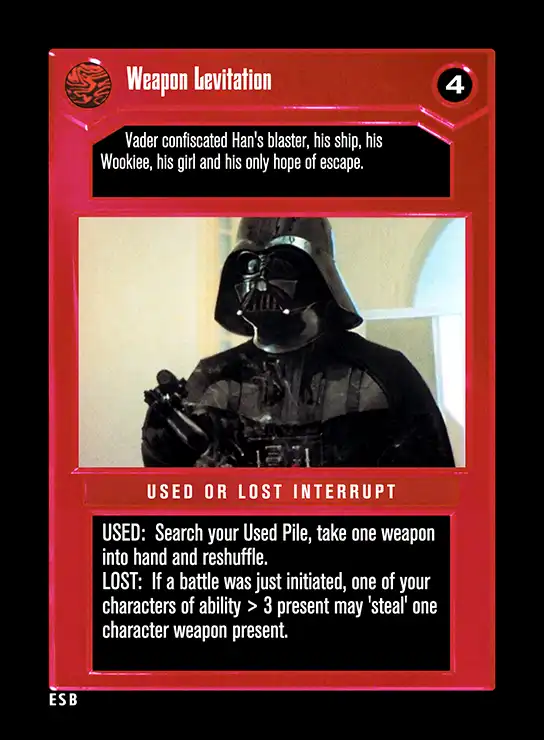 Weapon Levitation
4
Vader confiscated Han's blaster, his ship, his
Wookiee, his girl and his only hope of escape.
USED OR LOST INTERRUPT
USED: Search your Used Pile, take one weapon
into hand and reshuffle.
LOST: If a battle was just initiated, one of your
characters of ability > 3 present may 'steal' one
character weapon present.
ESB